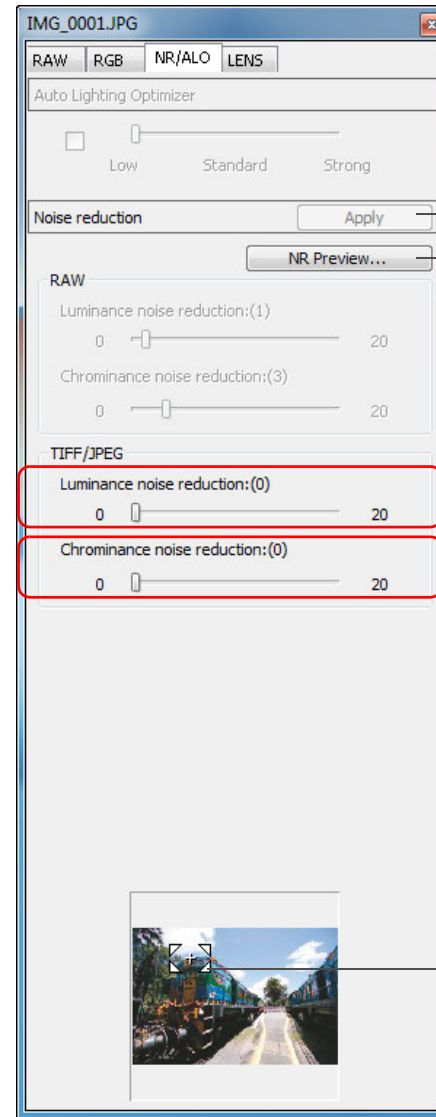 IMG_0001.JPG
RAW RGB NR/ALO LENS
Auto Lighting Optimizer
Low Standard Strong
Noise reduction Apply
NR Preview...
RAW
Luminance noise reduction:(1)
0 20
Chrominance noise reduction:(3)
0 20
TIFF/JPEG
Luminance noise reduction:(0)
0 20
Chrominance noise reduction:(0)
0 20